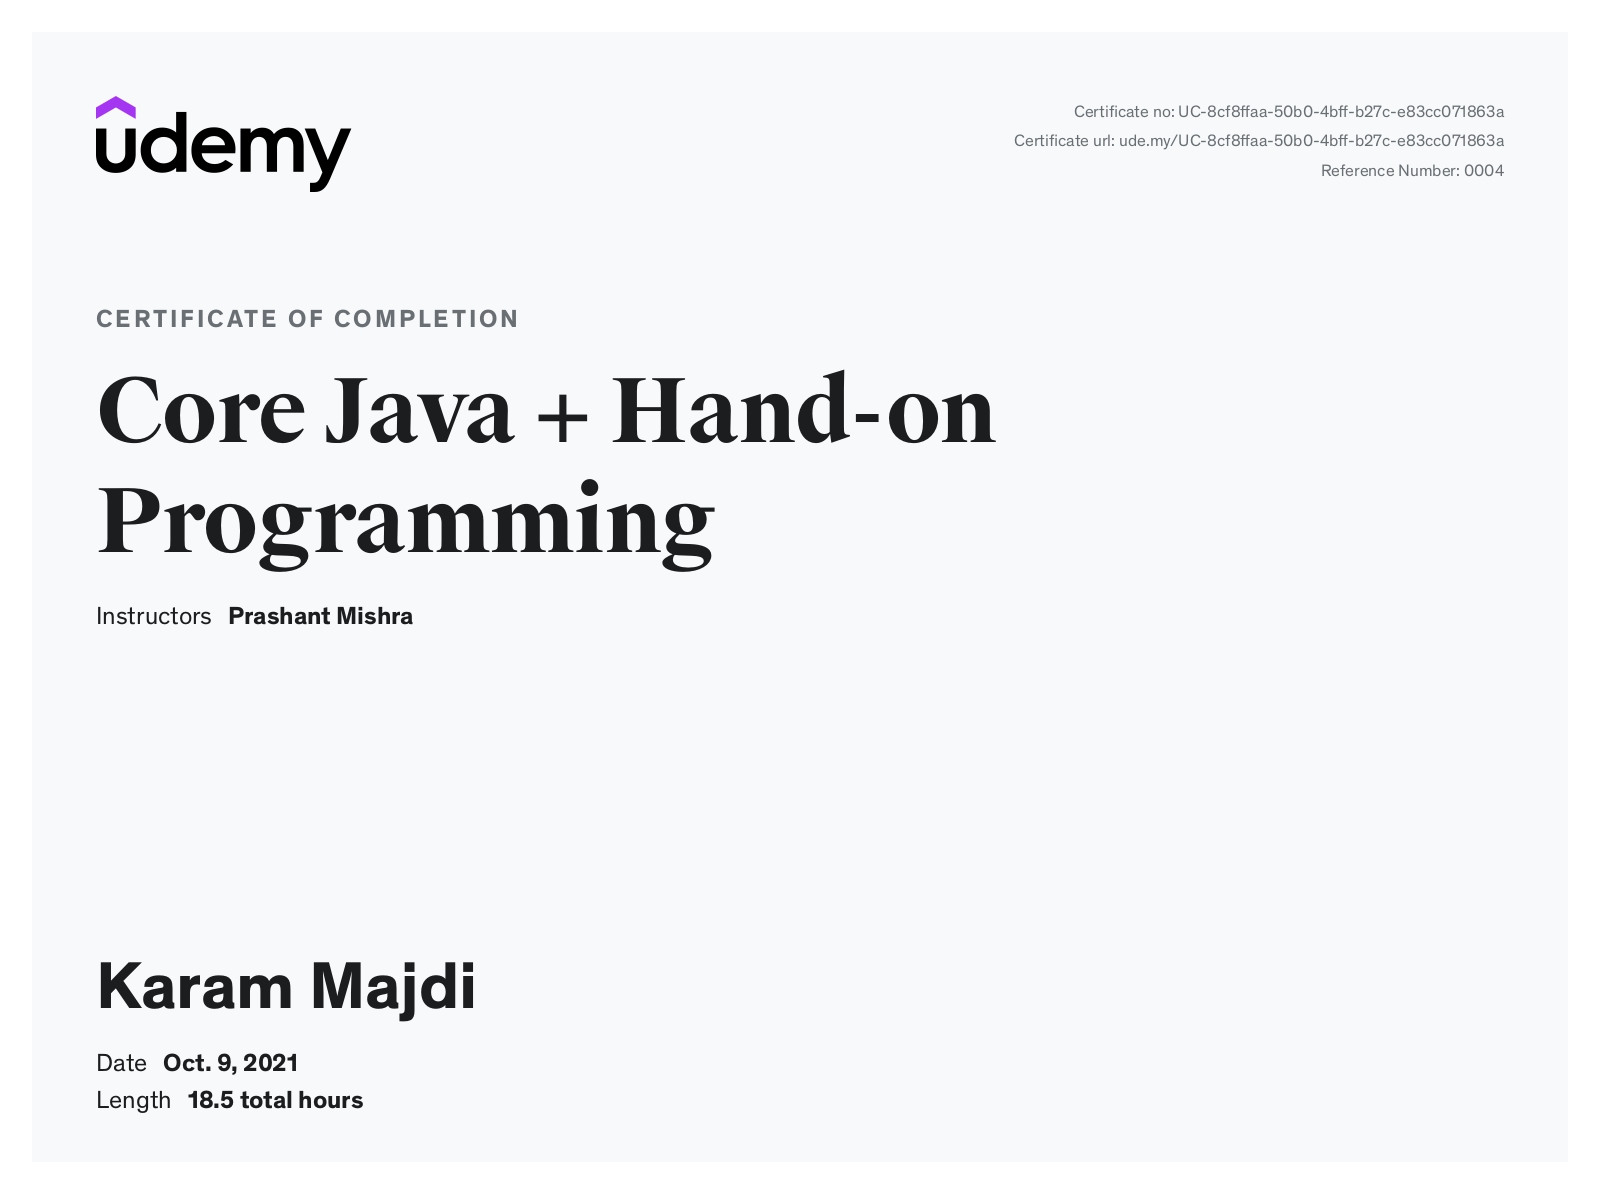 udemy
Certificate no: UC-8cf8ffaa-50b0-4bff-b27c-e83cc071863a
Certificate url: ude.my/UC-8cf8ffaa-50b0-4bff-b27c-e83cc071863a
Reference Number: 0004
CERTIFICATE OF COMPLETION
Core Java + Hand-on
Programming
Instructors Prashant Mishra
Karam Majdi
Date Oct. 9, 2021
Length 18.5 total hours